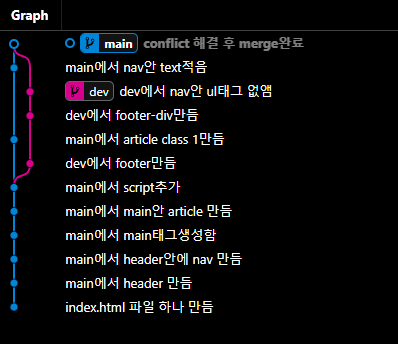 Graph
main conflict 해결 후 merge완료
main에서 nav안 text적음
dev dev에서 nav안 ul태그 없앰
dev에서 footer-div만듬
main에서 article class 1만듬
dev에서 footer만듬
main에서 script추가
main에서 main안 article 만듬
main에서 main태그생성함
main에서 header안에 nav 만듬
main에서 header 만듬
index.html 파일 하나 만듬